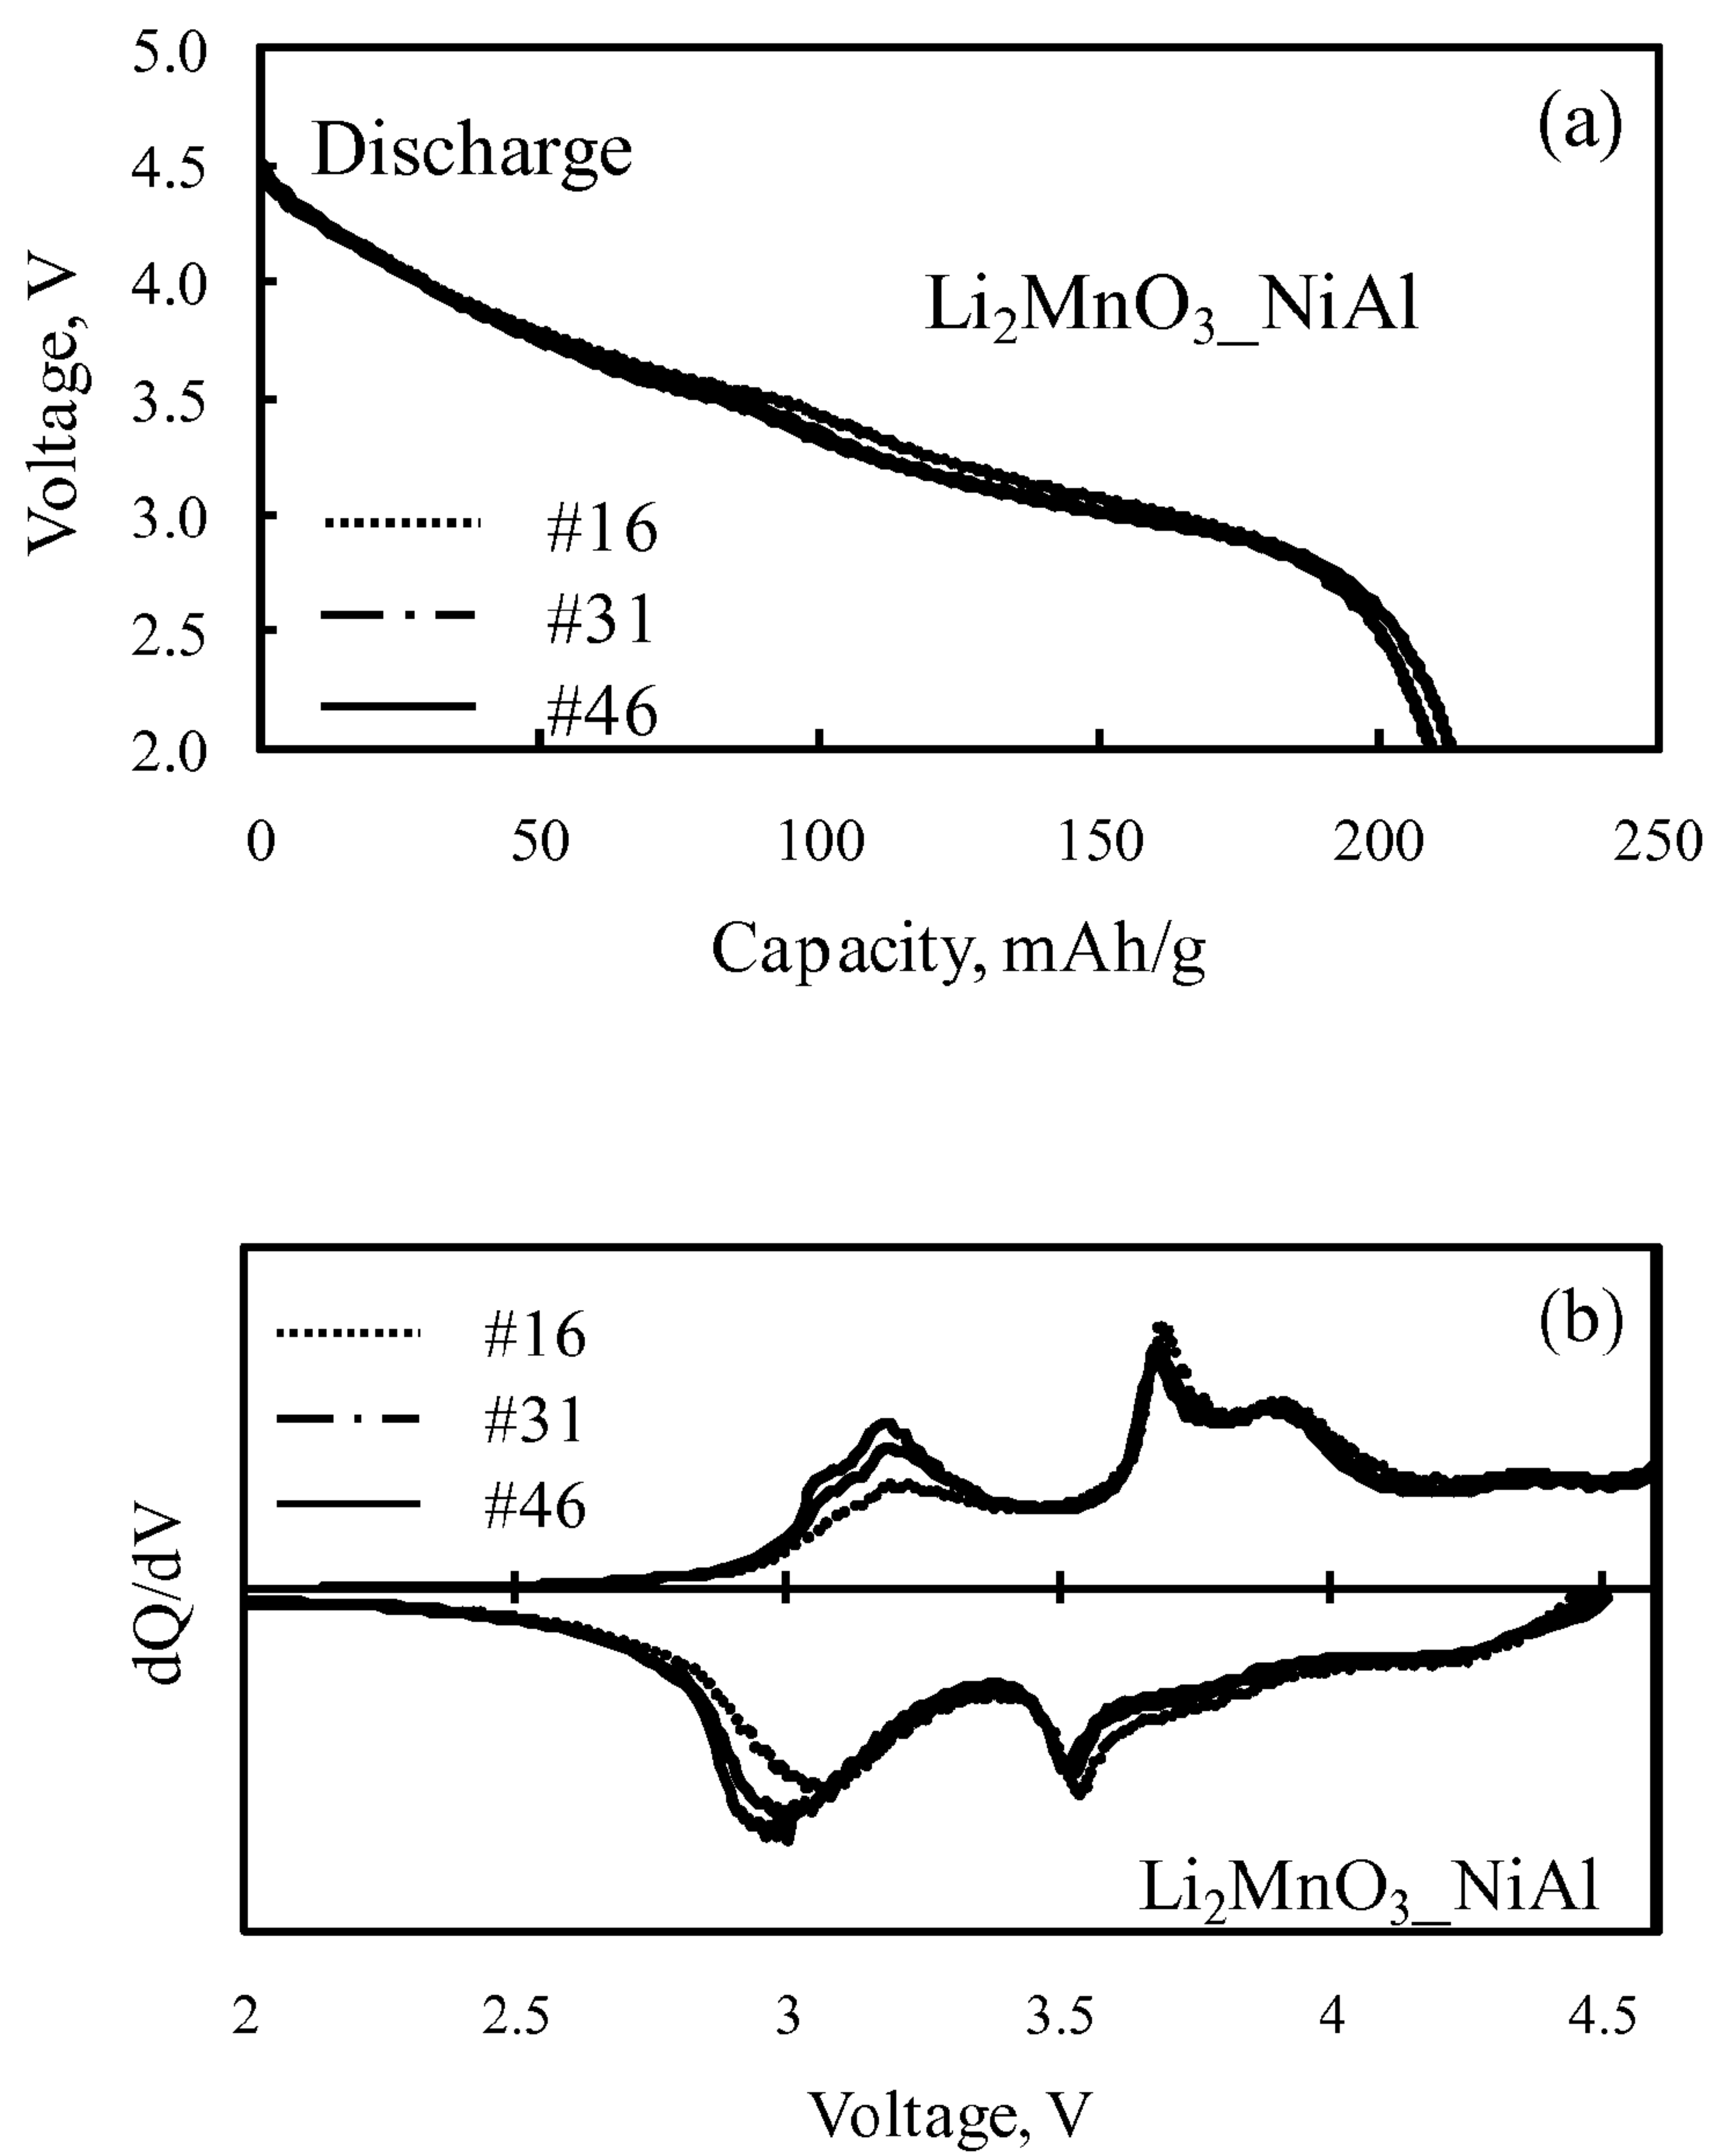 5.0
(a)
Discharge
4.5
4.0
Li₂MnO₃_NiAl
3.5
3.0
2.5
2.0
Voltage, V
#16
#31
#46
0 50 100 150 200 250
Capacity, mAh/g
(b)
#16
#31
#46
dQ/dV
Li₂MnO₃_NiAl
2 2.5 3 3.5 4 4.5
Voltage, V